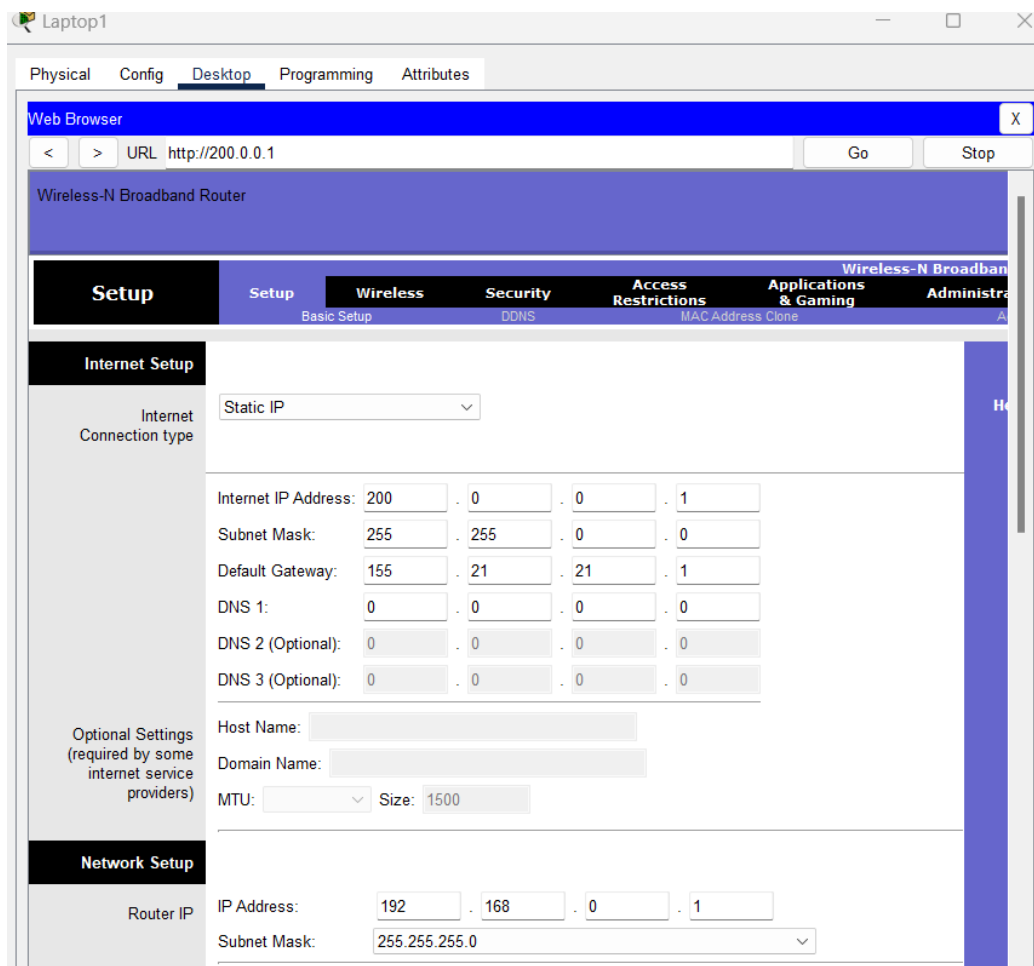 Laptop1
Physical Config Desktop Programming Attributes
Web Browser X
< > URL http://200.0.0.1 Go Stop
Wireless-N Broadband Router
Wireless-N Broadban
Setup Setup Wireless Security Access Restrictions Applications & Gaming Administra
Basic Setup DDNS MAC Address Clone A
Internet Setup
Internet Connection type Static IP He
Internet IP Address: 200 . 0 . 0 . 1
Subnet Mask: 255 . 255 . 0 . 0
Default Gateway: 155 . 21 . 21 . 1
DNS 1: 0 . 0 . 0 . 0
DNS 2 (Optional): 0 . 0 . 0 . 0
DNS 3 (Optional): 0 . 0 . 0 . 0
Optional Settings
(required by some
internet service
providers)
Host Name:
Domain Name:
MTU: Size: 1500
Network Setup
Router IP
IP Address: 192 . 168 . 0 . 1
Subnet Mask: 255.255.255.0